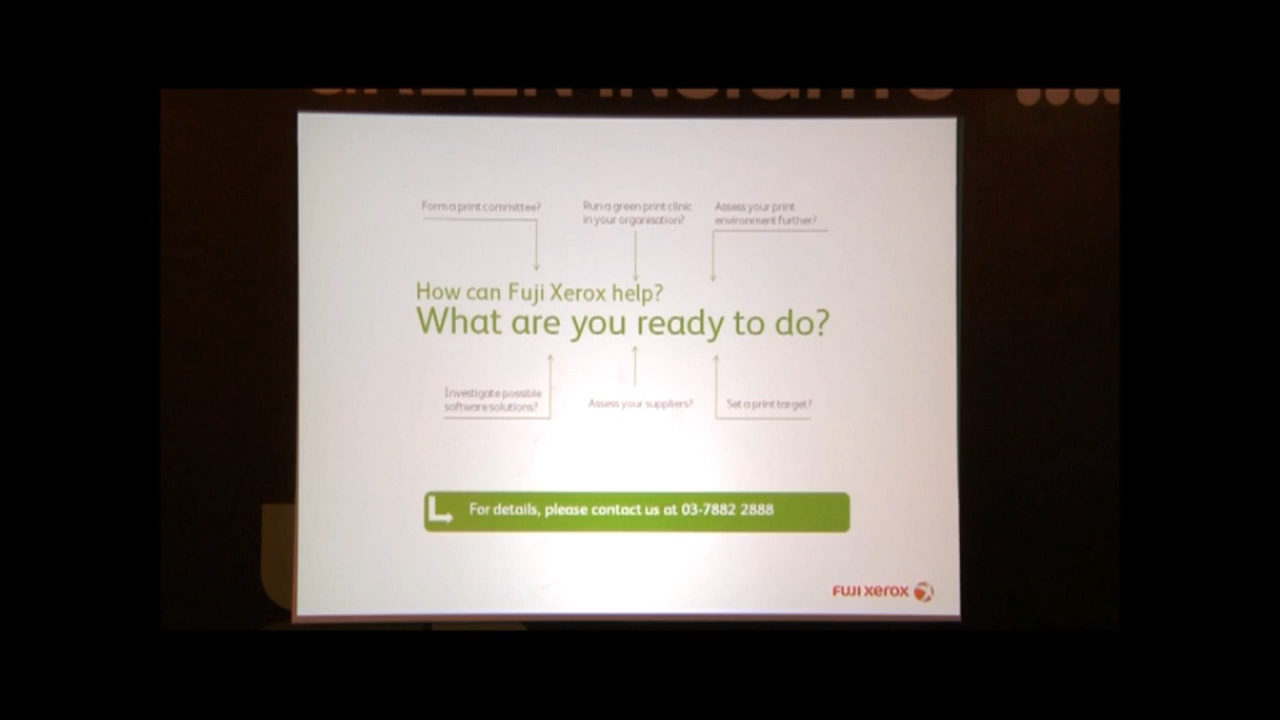 GREEN INSIGHTS
Form a print committee?
Run a green print clinic
in your organisation?
Assess your print
environment further?
How can Fuji Xerox help?
What are you ready to do?
Investigate possible
software solutions?
Assess your suppliers?
Set a print target?
For details, please contact us at 03-7882 2888
FUJI xerox